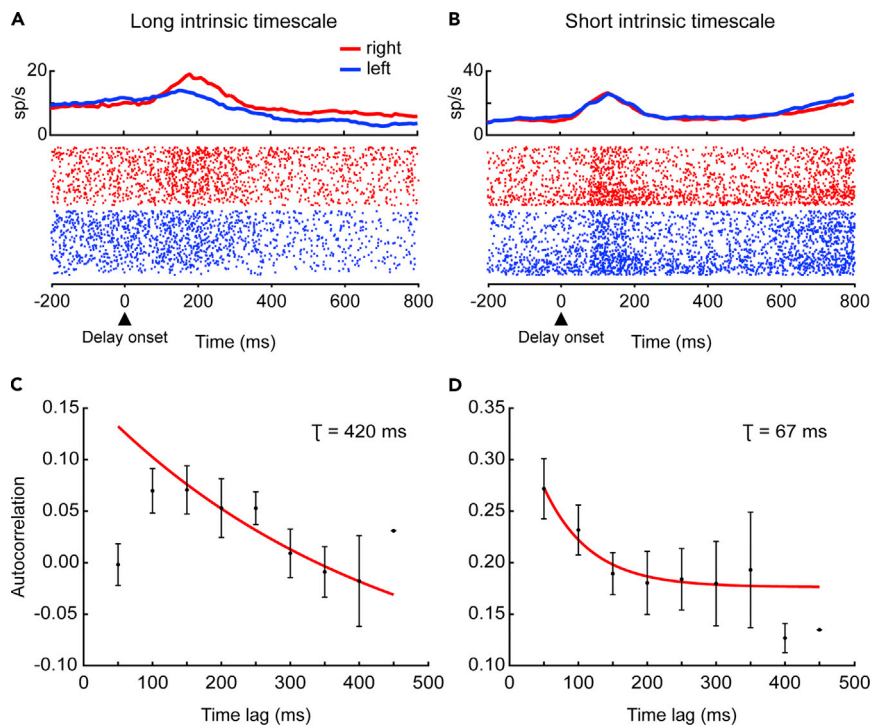 A Long intrinsic timescale
right
left
20
10
0
sp/s
-200 0 200 400 600 800
Delay onset
Time (ms)
B Short intrinsic timescale
40
0
sp/s
-200 0 200 400 600 800
Delay onset
Time (ms)
C
Ʈ = 420 ms
0.15
0.10
0.05
0.00
-0.05
-0.10
Autocorrelation
0 100 200 300 400 500
Time lag (ms)
D
Ʈ = 67 ms
0.35
0.30
0.25
0.20
0.15
0.10
0 100 200 300 400 500
Time lag (ms)